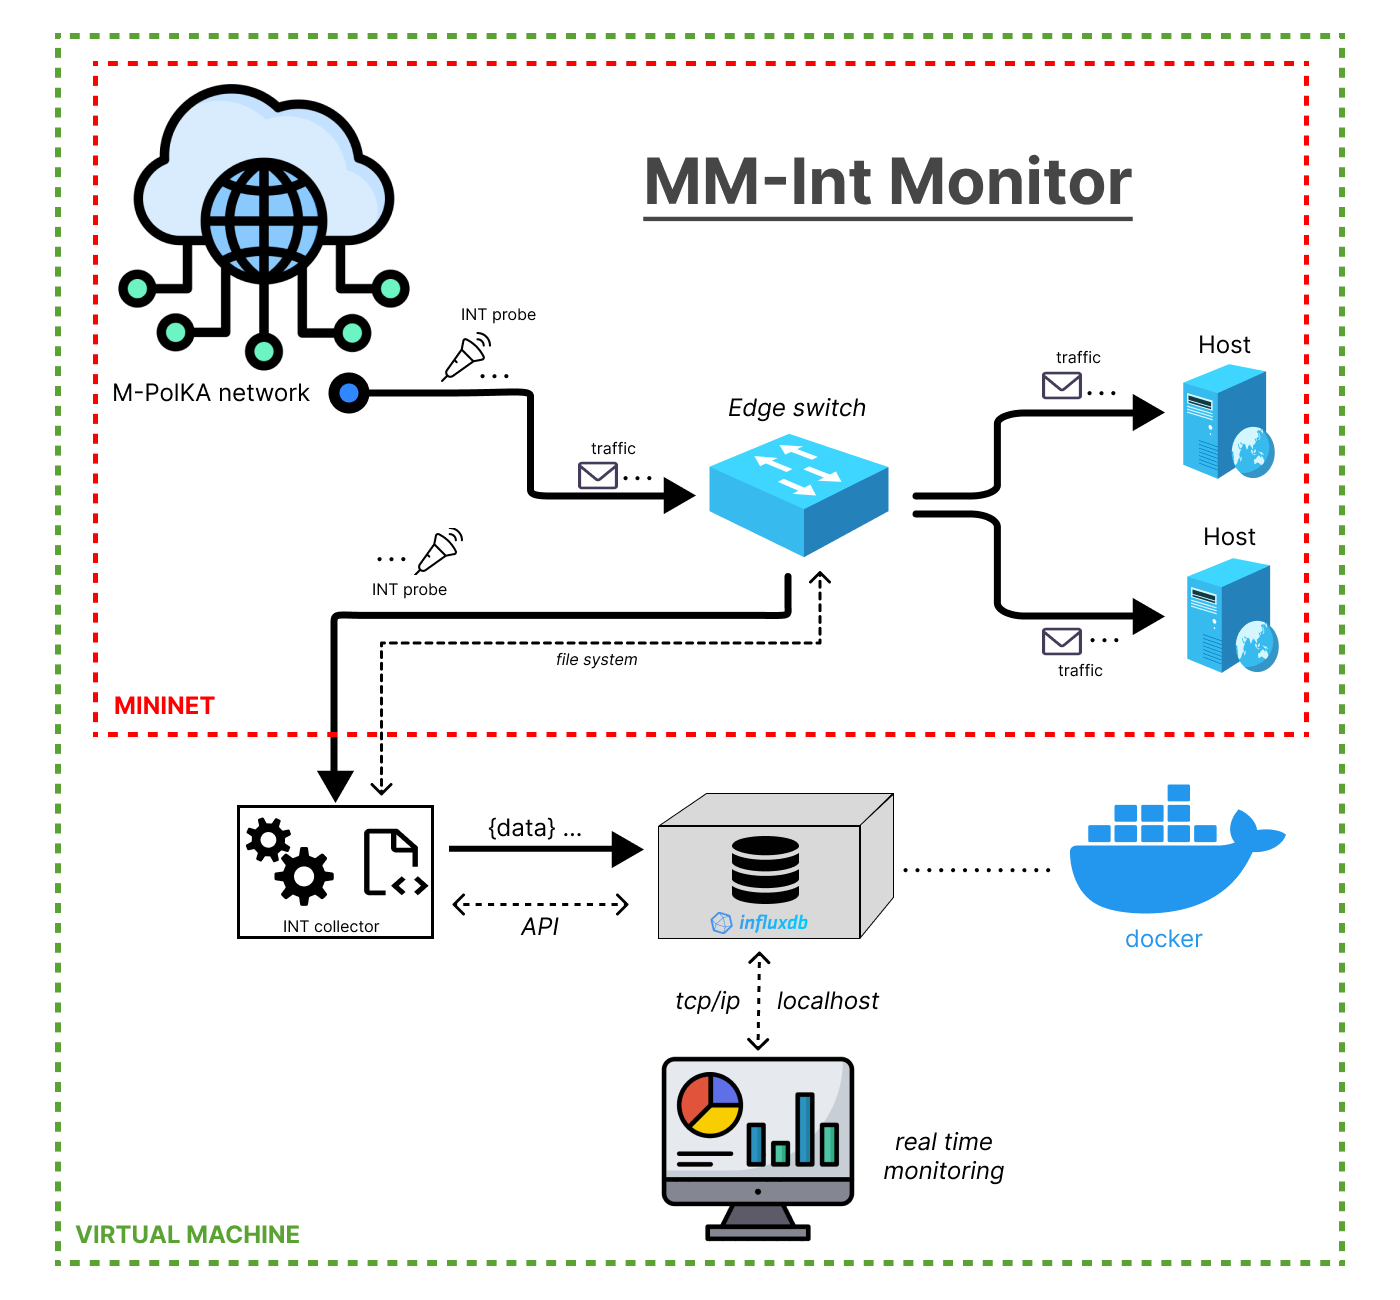 MM-Int Monitor
INT probe
M-PolKA network
traffic
Edge switch
traffic
Host
INT probe
Host
traffic
file system
MININET
{data} ...
INT collector
API
influxdb
docker
tcp/ip
localhost
real time
monitoring
VIRTUAL MACHINE